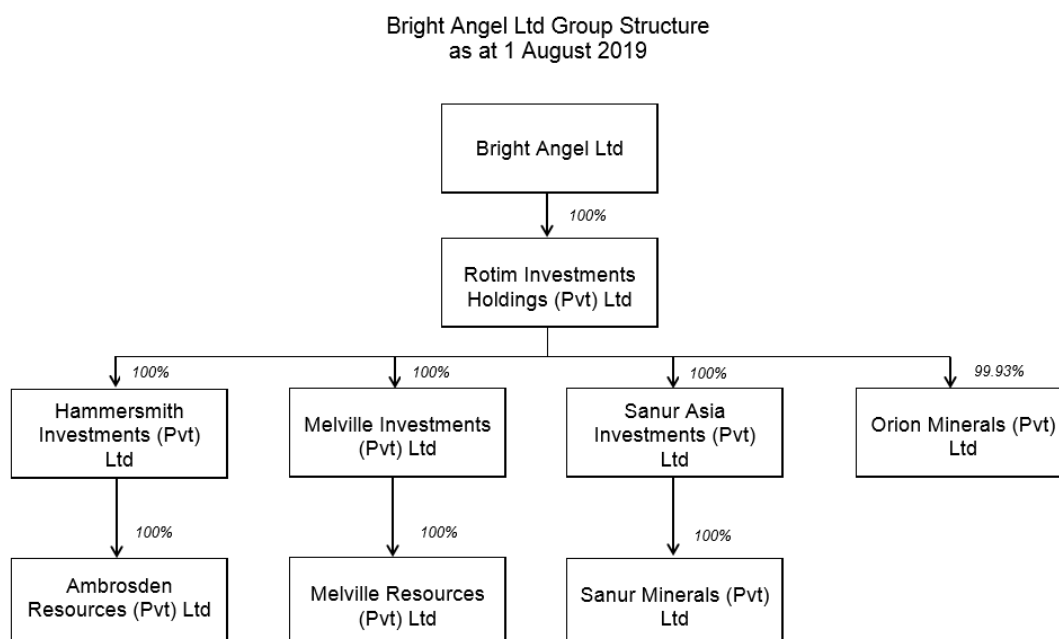 Bright Angel Ltd Group Structure
as at 1 August 2019
Bright Angel Ltd
100%
Rotim Investments
Holdings (Pvt) Ltd
100%
100%
100%
99.93%
Hammersmith
Investments (Pvt)
Ltd
Melville Investments
(Pvt) Ltd
Sanur Asia
Investments (Pvt)
Ltd
Orion Minerals (Pvt)
Ltd
100%
100%
100%
Ambrosden
Resources (Pvt) Ltd
Melville Resources
(Pvt) Ltd
Sanur Minerals (Pvt)
Ltd